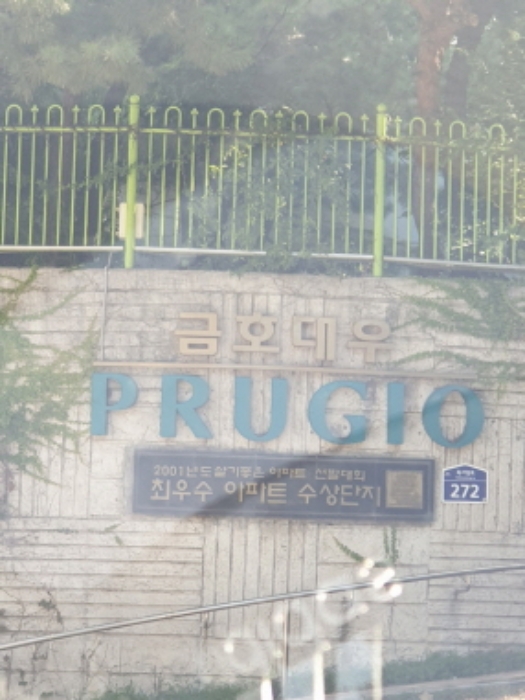 금호대우
PRUGIO
2001년도 살기좋은 아파트 선발대회
최우수 아파트 수상단지
272